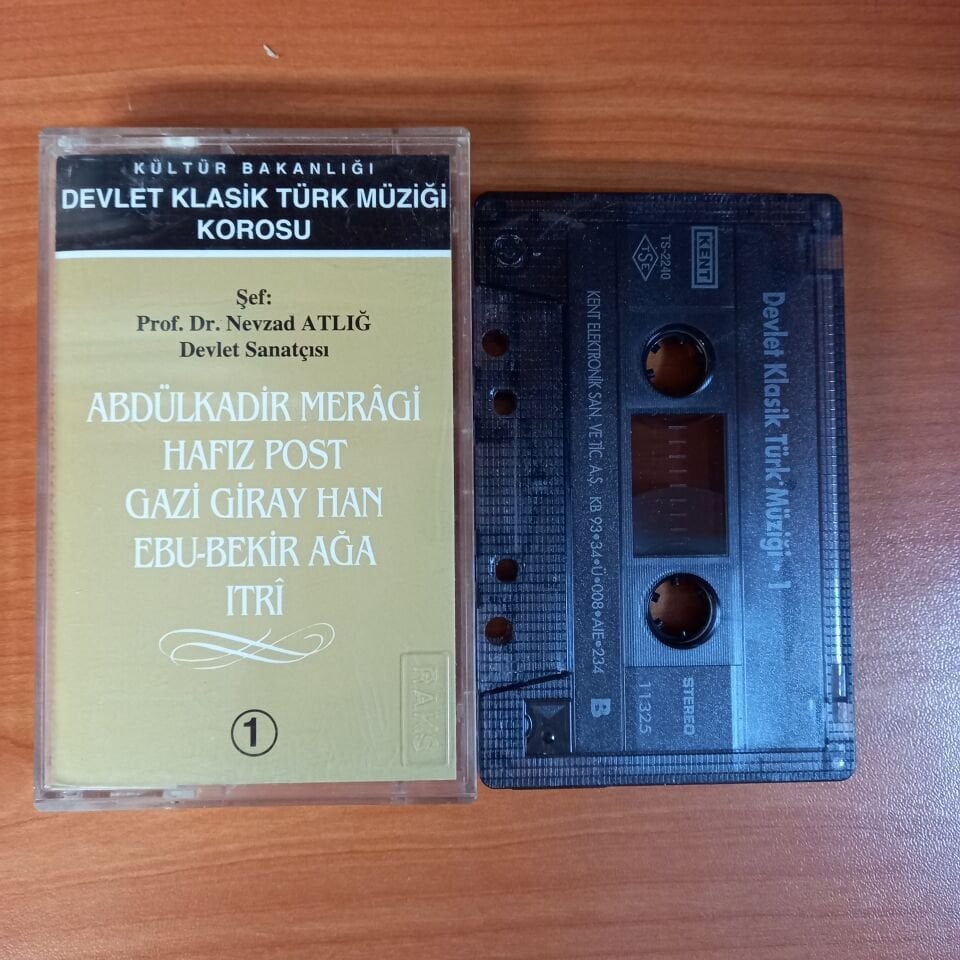 KÜLTÜR BAKANLIĞI
DEVLET KLASİK TÜRK MÜZİĞİ
KOROSU
Şef:
Prof. Dr. Nevzad ATLIĞ
Devlet Sanatçısı
ABDÜLKADİR MERÂGİ
HAFIZ POST
GAZİ GİRAY HAN
EBU-BEKİR AĞA
ITRÎ
RAKS
1
KENT
TS-2240
TSE
Devlet Klasik Türk Müziği - 1
KENT ELEKTRONİK SAN. VE TİC. A.Ş. KB 93•34•Ü•008•AIE•234
B
STEREO
11325